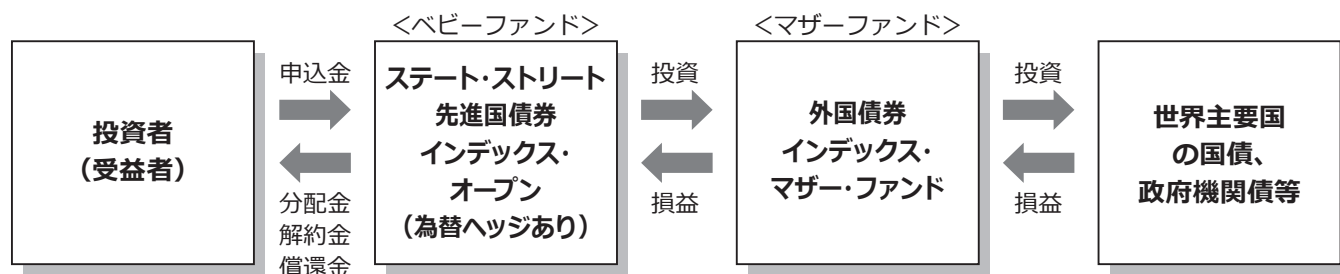 <ベビーファンド>
<マザーファンド>
投資者
（受益者）
申込金
分配金
解約金
償還金
ステート・ストリート
先進国債券
インデックス・
オープン
（為替ヘッジあり）
投資
損益
外国債券
インデックス・
マザー・ファンド
投資
損益
世界主要国
の国債、
政府機関債等